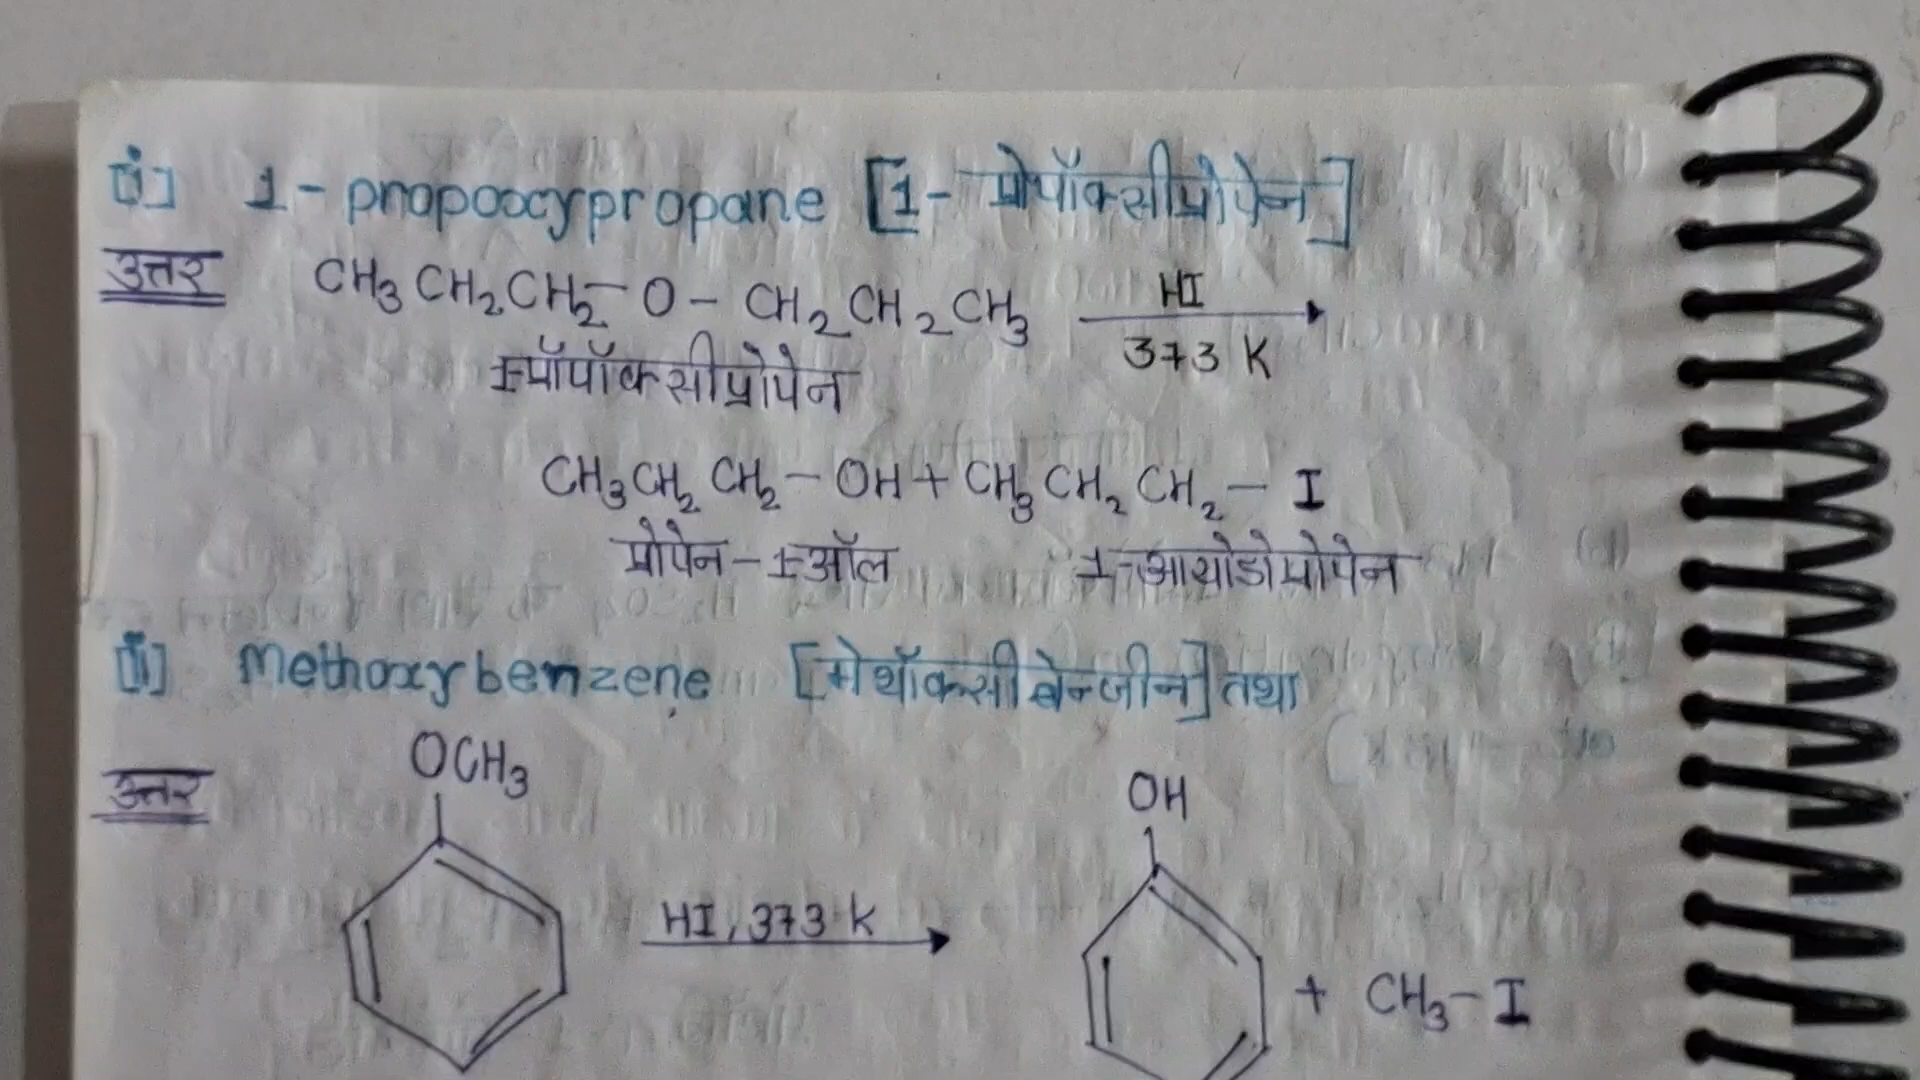 [i] 1-propoxypropane [1-प्रोपॉक्सीप्रोपेन]
उत्तर CH₃CH₂CH₂-O-CH₂CH₂CH₃ HI
373 K
1-पॉपॉक्सीप्रोपेन
CH₃CH₂CH₂-OH + CH₃CH₂CH₂-I
प्रोपेन-1-ऑल 1-आयोडोप्रोपेन
[ii] Methoxybenzene [मेथॉक्सीबेन्जीन] तथा
उत्तर OCH₃ OH
HI, 373 K
+ CH₃-I